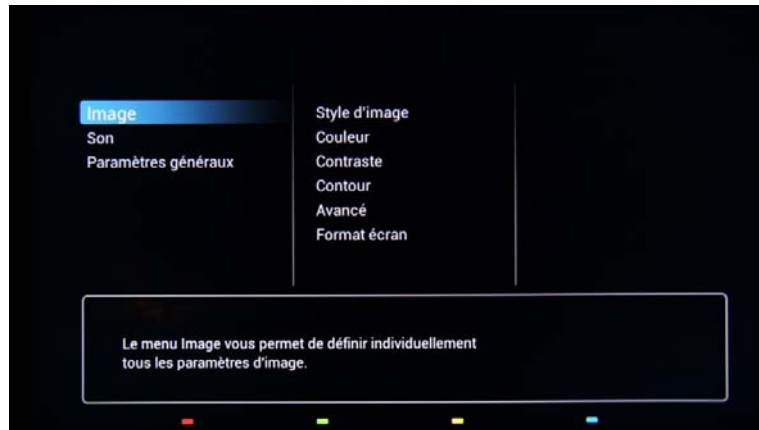 Image
Son
Paramètres généraux
Style d'image
Couleur
Contraste
Contour
Avancé
Format écran
Le menu Image vous permet de définir individuellement
tous les paramètres d'image.